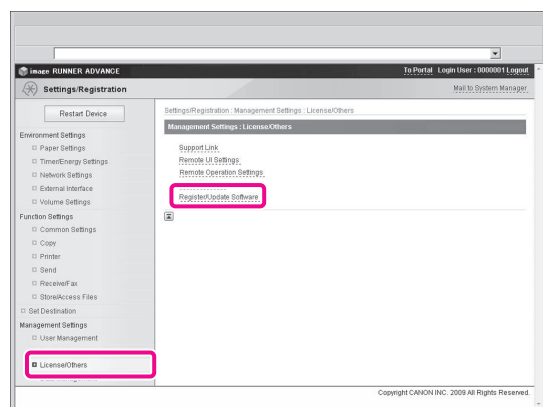 image RUNNER ADVANCE
To Portal Login User : 0000001 Logout
Settings/Registration
Mail to System Manager
Restart Device
Settings/Registration : Management Settings : License/Others
Management Settings : License/Others
Environment Settings
Paper Settings
Timer/Energy Settings
Network Settings
External Interface
Volume Settings
Function Settings
Common Settings
Copy
Printer
Send
Receive/Fax
Store/Access Files
Set Destination
Management Settings
User Management
License/Others
Support Link
Remote UI Settings
Remote Operation Settings
Register/Update Software
Copyright CANON INC. 2009 All Rights Reserved.